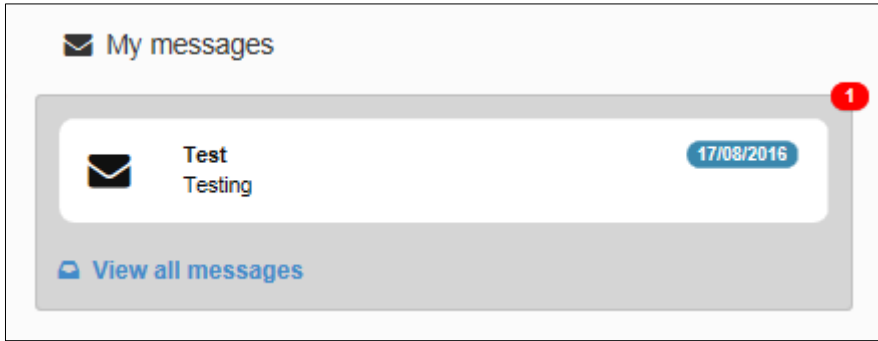 My messages
1
Test
17/08/2016
Testing
View all messages